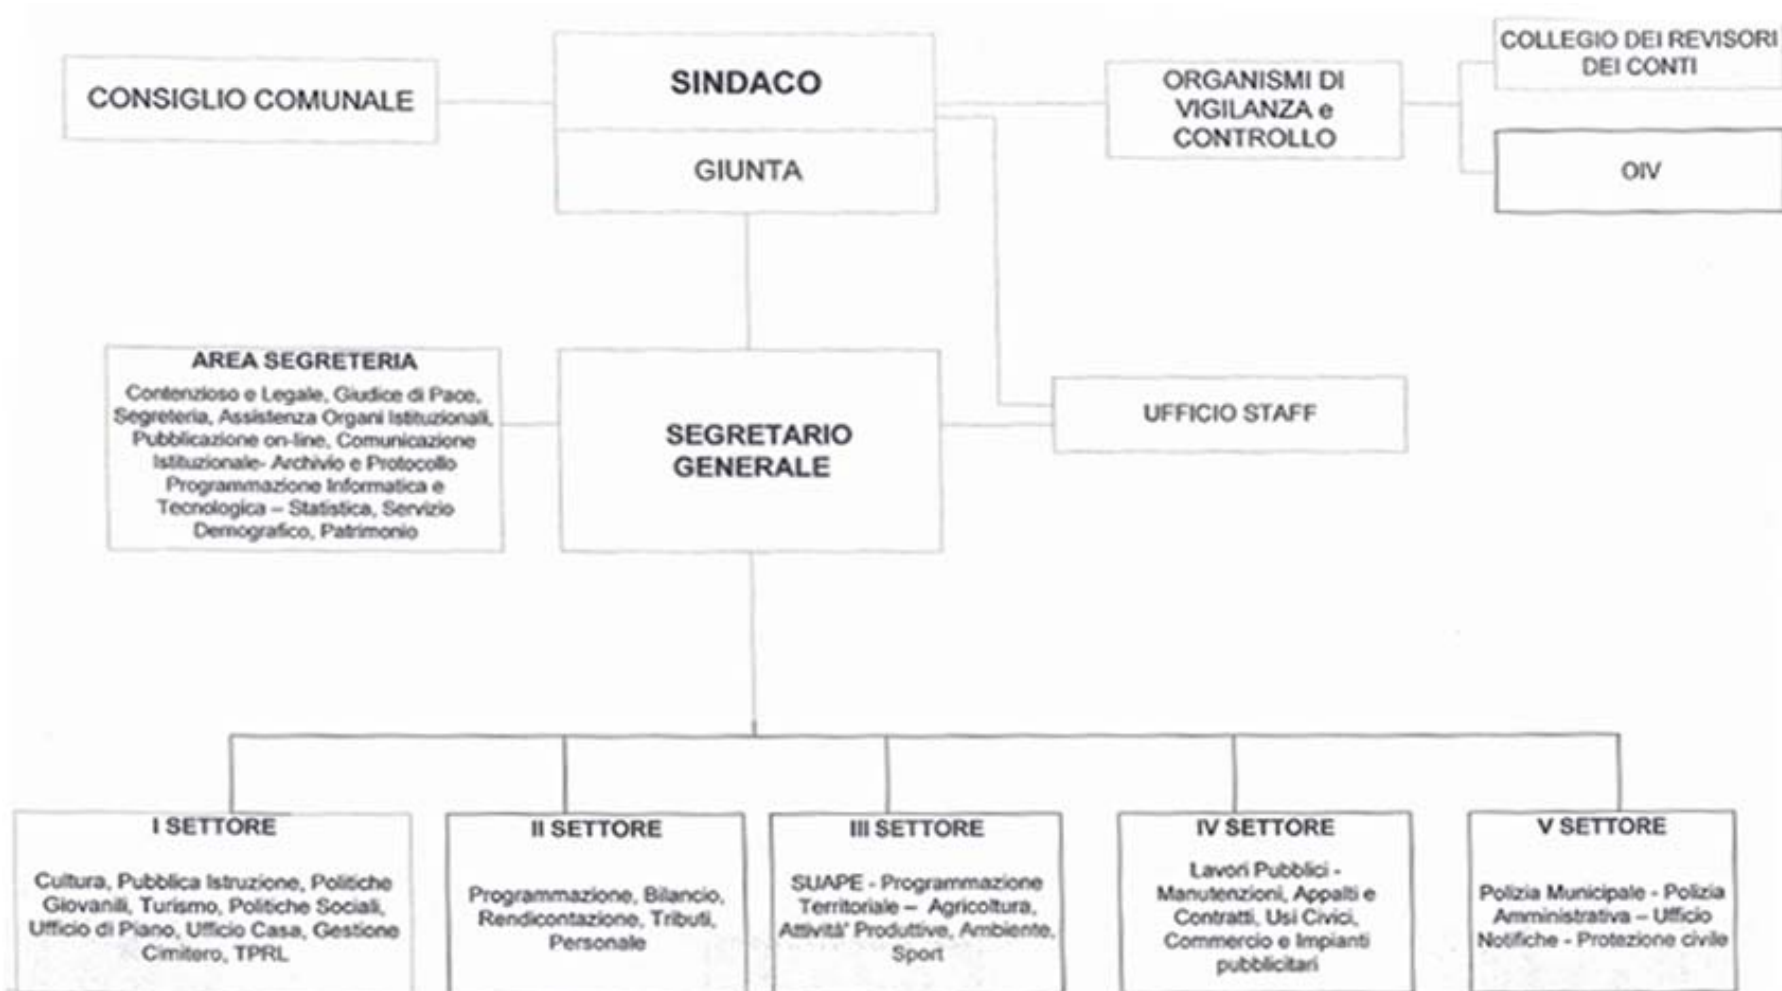 CONSIGLIO COMUNALE
SINDACO
GIUNTA
ORGANISMI DI
VIGILANZA e
CONTROLLO
COLLEGIO DEI REVISORI
DEI CONTI
OIV
AREA SEGRETERIA
Contenzioso e Legale, Giudice di Pace,
Segreteria, Assistenza Organi Istituzionali,
Pubblicazione on-line, Comunicazione
Istituzionale- Archivio e Protocollo
Programmazione Informatica e
Tecnologica – Statistica, Servizio
Demografico, Patrimonio
SEGRETARIO
GENERALE
UFFICIO STAFF
I SETTORE
Cultura, Pubblica Istruzione, Politiche
Giovanili, Turismo, Politiche Sociali,
Ufficio di Piano, Ufficio Casa, Gestione
Cimitero, TPRL
II SETTORE
Programmazione, Bilancio,
Rendicontazione, Tributi,
Personale
III SETTORE
SUAPE - Programmazione
Territoriale – Agricoltura,
Attività' Produttive, Ambiente,
Sport
IV SETTORE
Lavori Pubblici -
Manutenzioni, Appalti e
Contratti, Usi Civici,
Commercio e Impianti
pubblicitari
V SETTORE
Polizia Municipale - Polizia
Amministrativa – Ufficio
Notifiche - Protezione civile